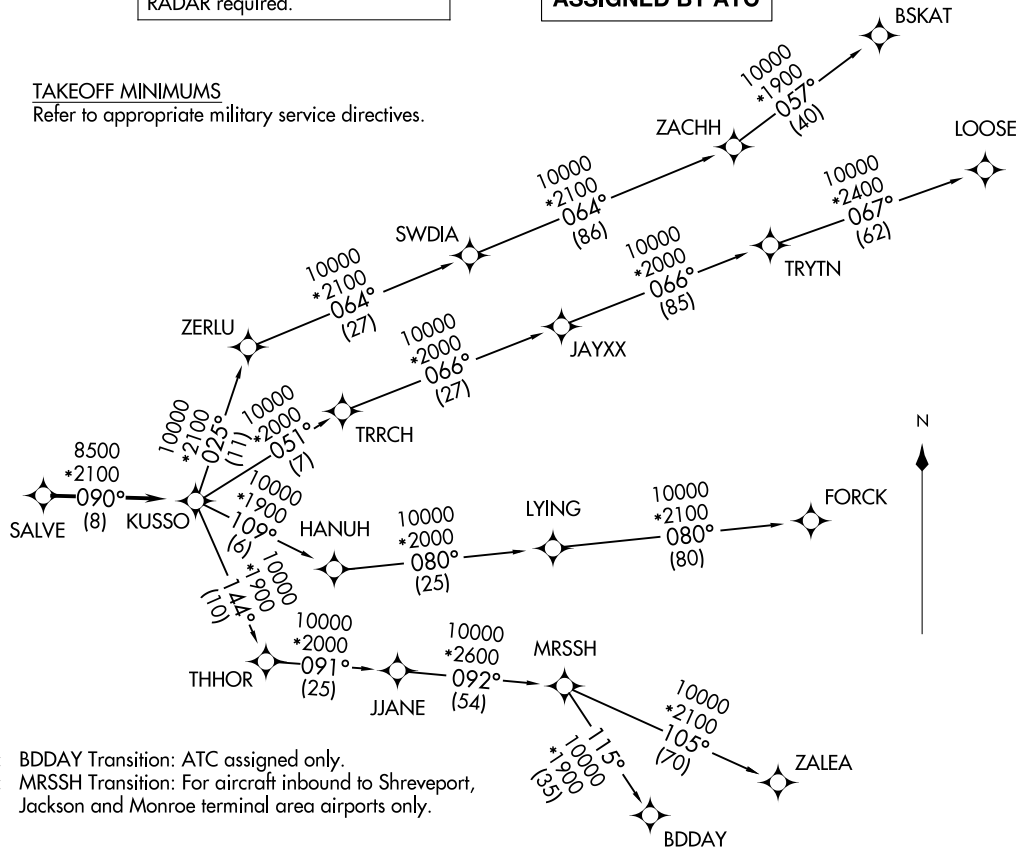 RADAR required.
ASSIGNED BY ATC
TAKEOFF MINIMUMS
Refer to appropriate military service directives.
BSKAT
10000
*1900
057°
(40)
ZACHH
LOOSE
10000
*2100
064°
(86)
10000
*2400
067°
(62)
SWDIA
TRYTN
10000
*2100
064°
(27)
10000
*2000
066°
(85)
ZERLU
JAYXX
10000
*2000
066°
(27)
10000
*2100
025°
(11)
10000
*2000
051°
(7)
TRRCH
N
8500
*2100
090°
(8)
SALVE
KUSSO
10000
*1900
109°
(6)
HANUH
10000
*2000
080°
(25)
LYING
10000
*2100
080°
(80)
FORCK
10000
*1900
144°
(10)
THHOR
10000
*2000
091°
(25)
JJANE
10000
*2600
092°
(54)
MRSSH
10000
*2100
105°
(70)
ZALEA
115°
10000
*1900
(35)
BDDAY
BDDAY Transition: ATC assigned only.
MRSSH Transition: For aircraft inbound to Shreveport,
Jackson and Monroe terminal area airports only.